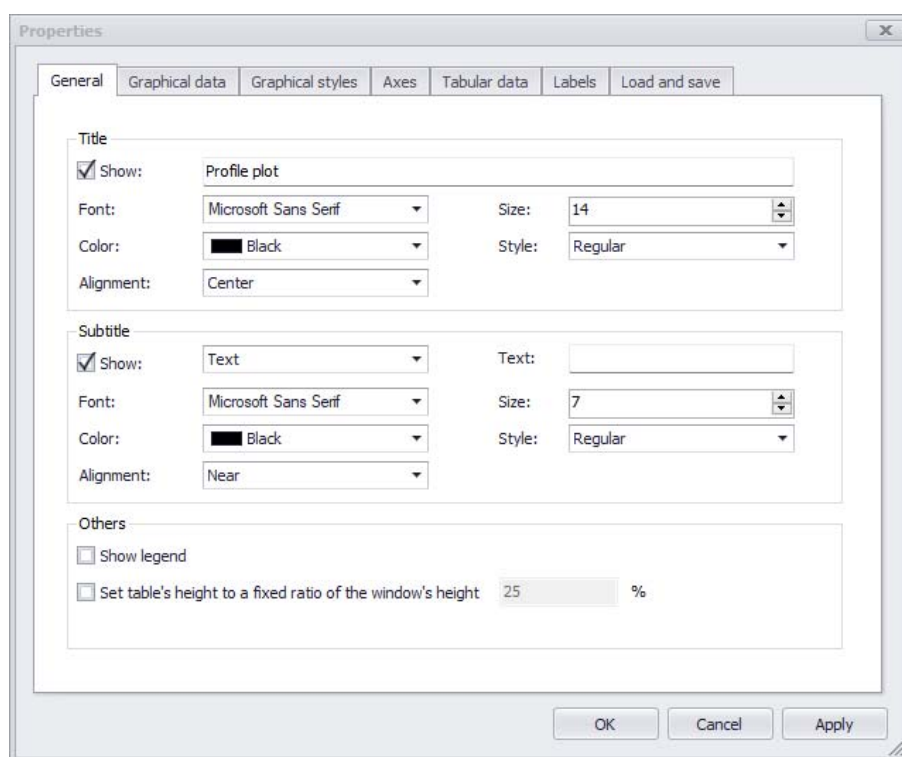 Properties
General Graphical data Graphical styles Axes Tabular data Labels Load and save
Title
Show: Profile plot
Font: Microsoft Sans Serif Size: 14
Color: Black Style: Regular
Alignment: Center
Subtitle
Show: Text Text:
Font: Microsoft Sans Serif Size: 7
Color: Black Style: Regular
Alignment: Near
Others
Show legend
Set table's height to a fixed ratio of the window's height 25 %
OK Cancel Apply